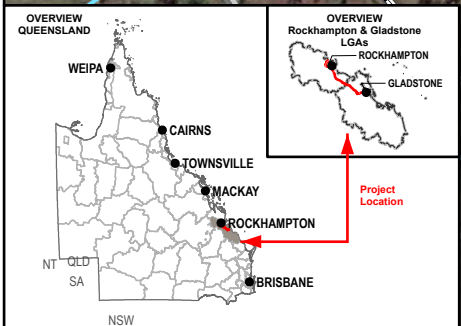 OVERVIEW
QUEENSLAND
WEIPA
CAIRNS
TOWNSVILLE
MACKAY
ROCKHAMPTON
BRISBANE
NT
QLD
SA
NSW
OVERVIEW
Rockhampton & Gladstone
LGAs
ROCKHAMPTON
GLADSTONE
Project
Location